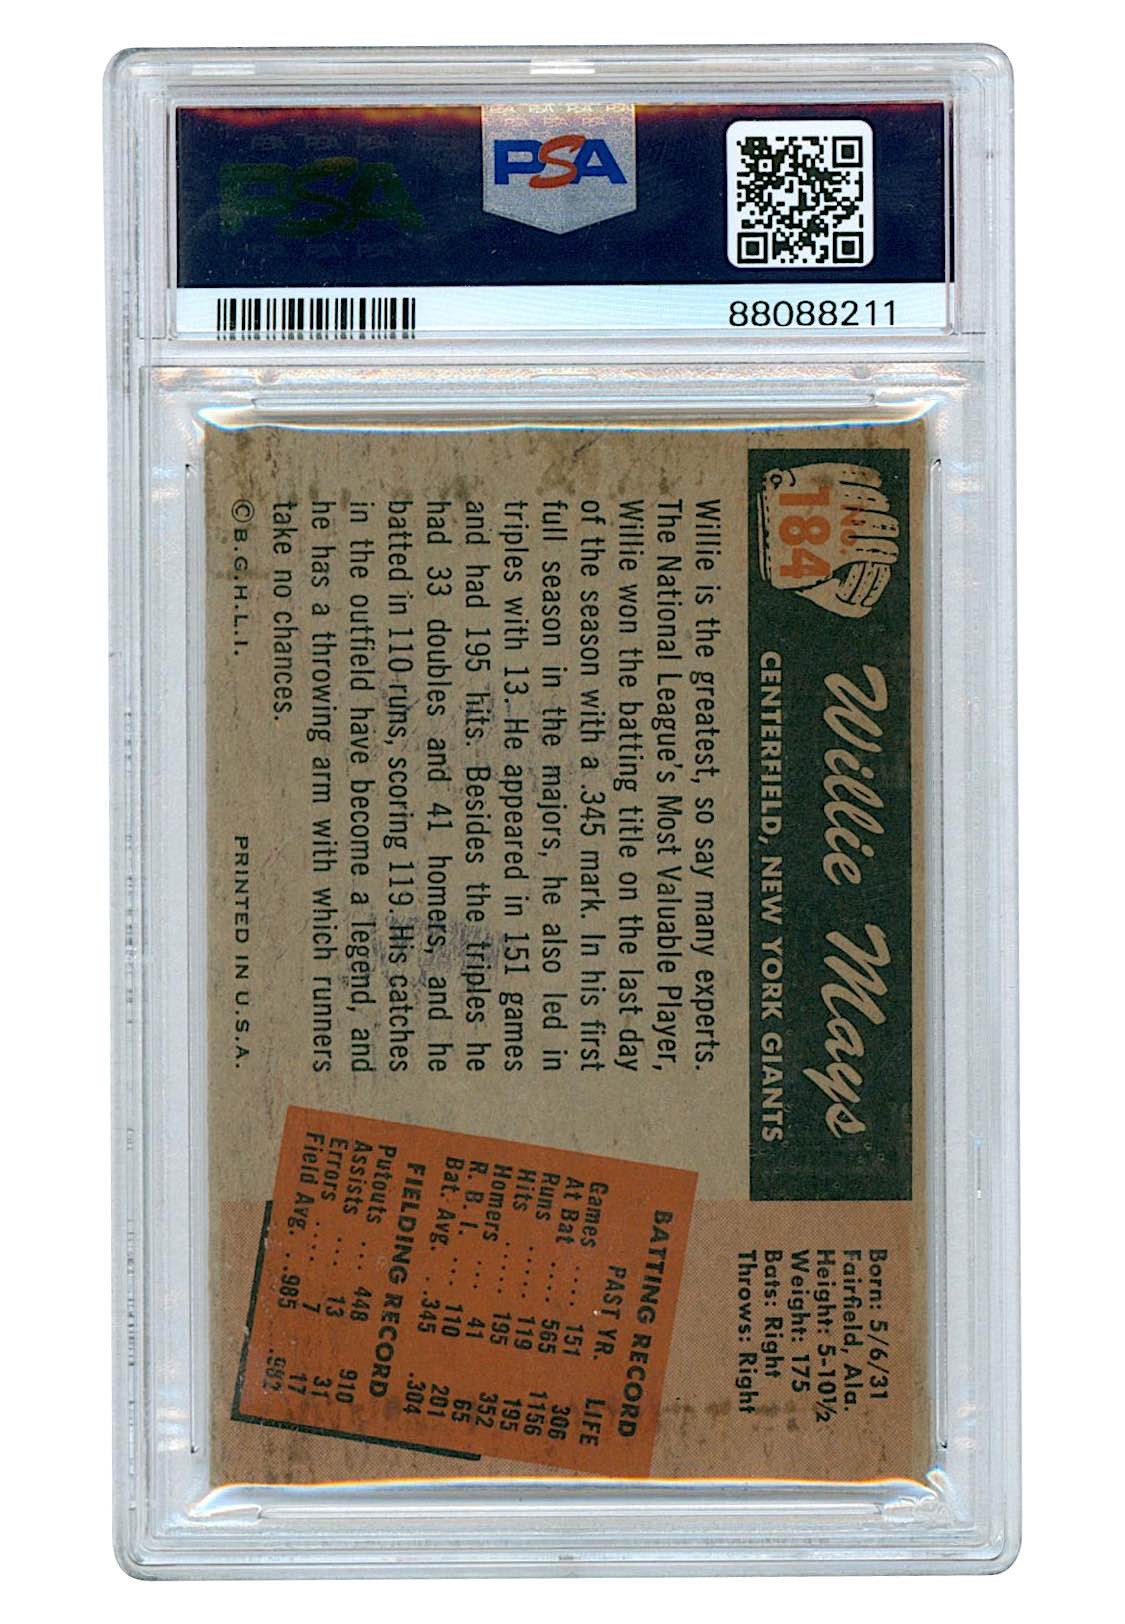 PSA
PSA
88088211
No.
184
Willie Mays
CENTERFIELD, NEW YORK GIANTS
Willie is the greatest, so say many experts.
The National League's Most Valuable Player,
Willie won the batting title on the last day
of the season with a .345 mark. In his first
full season in the majors, he also led in
triples with 13. He appeared in 151 games
and had 195 hits. Besides the triples he
had 33 doubles and 41 homers, and he
batted in 110 runs, scoring 119. His catches
in the outfield have become a legend, and
he has a throwing arm with which runners
take no chances.
© B.G.H.L.I. PRINTED IN U.S.A.
Born: 5/6/31
Fairfield, Ala.
Height: 5-10½
Weight: 175
Bats: Right
Throws: Right
BATTING RECORD
PAST YR. LIFE
Games .... 151 306
At Bat .... 565 1156
Runs .... 119
Hits ..... 195 352
Homers .... 41 65
R. B. I. .... 110 201
Bat. Avg. .. .345 .304
FIELDING RECORD
Putouts .. 448 910
Assists ... 13 31
Errors .... 7 17
Field Avg. .. .985